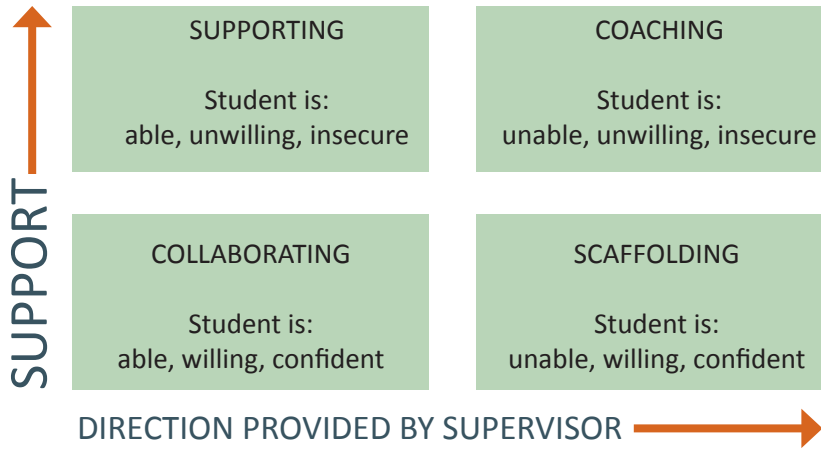 SUPPORTING
Student is:
able, unwilling, insecure
COACHING
Student is:
unable, unwilling, insecure
COLLABORATING
Student is:
able, willing, confident
SCAFFOLDING
Student is:
unable, willing, confident
SUPPORT
DIRECTION PROVIDED BY SUPERVISOR